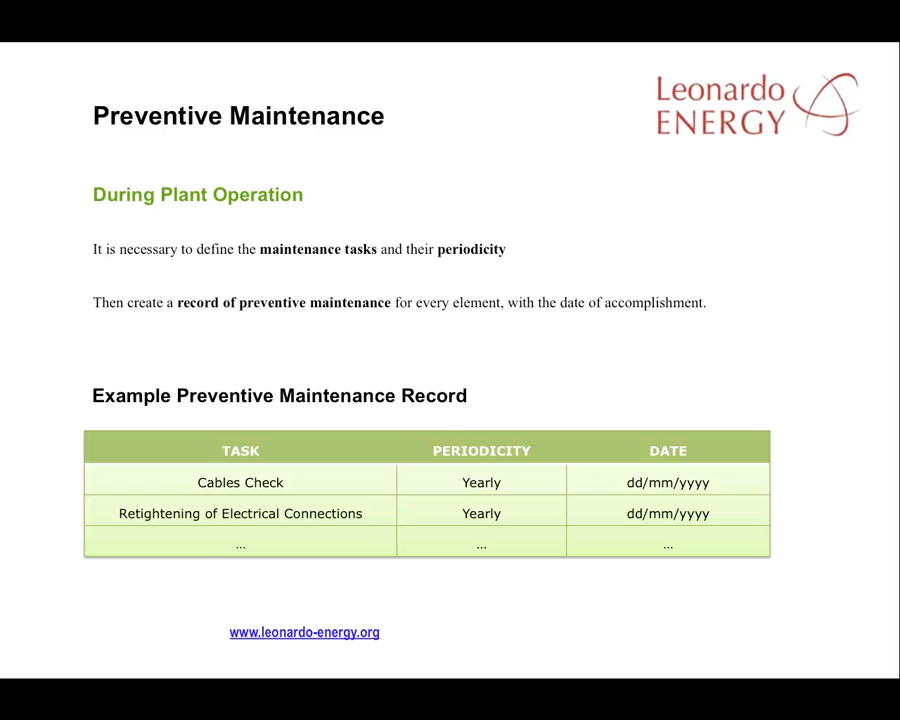 Leonardo
ENERGY
Preventive Maintenance
During Plant Operation
It is necessary to define the maintenance tasks and their periodicity
Then create a record of preventive maintenance for every element, with the date of accomplishment.
Example Preventive Maintenance Record
TASK PERIODICITY DATE
Cables Check Yearly dd/mm/yyyy
Retightening of Electrical Connections Yearly dd/mm/yyyy
... ... ...
www.leonardo-energy.org